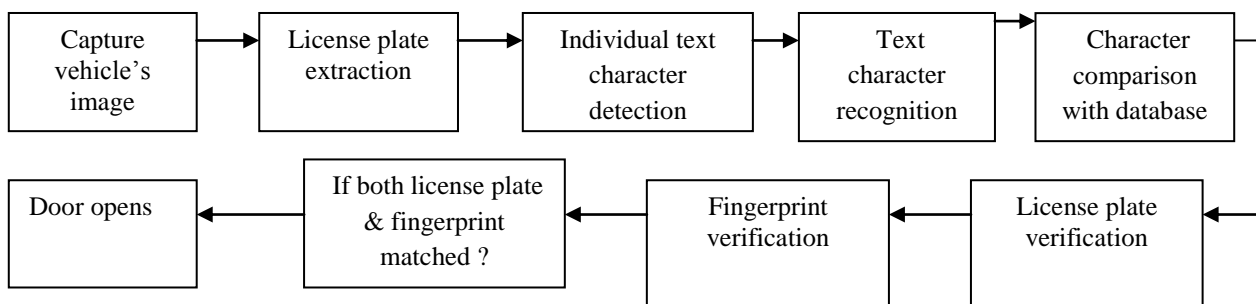 Capture
vehicle's
image
License plate
extraction
Individual text
character
detection
Text
character
recognition
Character
comparison
with database
Door opens
If both license plate
& fingerprint
matched ?
Fingerprint
verification
License plate
verification